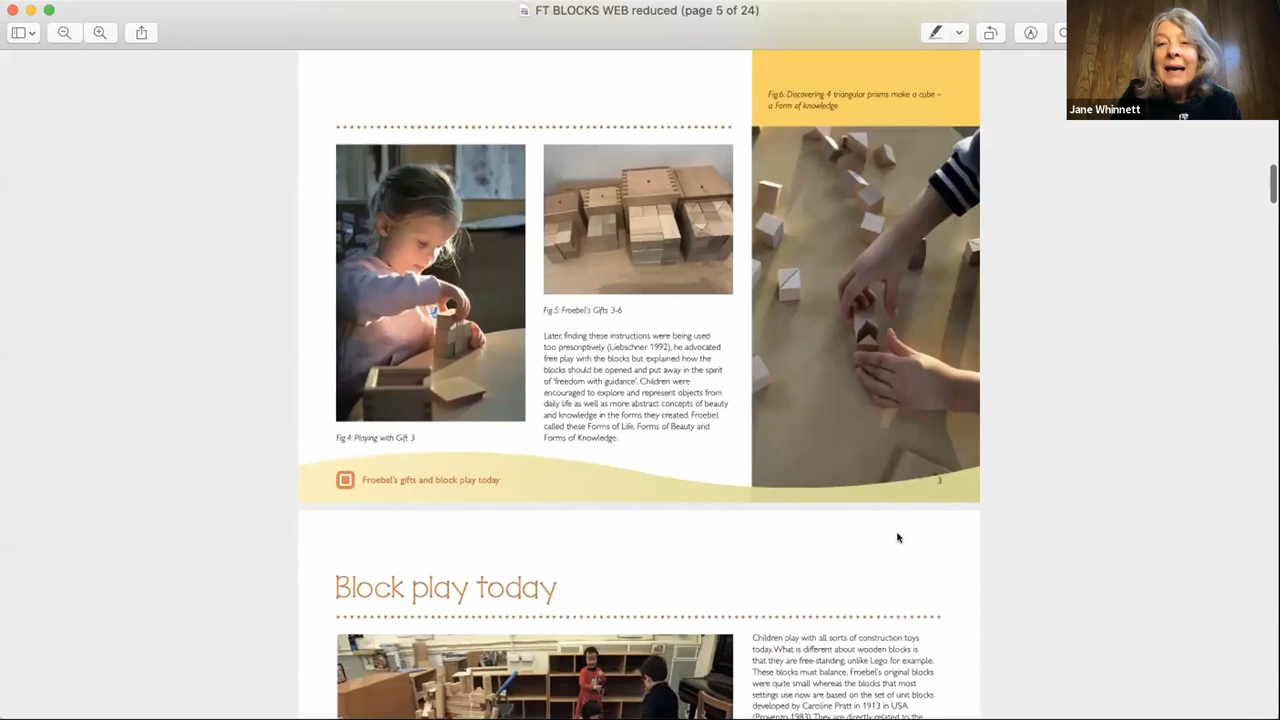 FT BLOCKS WEB reduced (page 5 of 24)
Jane Whinnett
Fig.6: Discovering 4 triangular prisms make a cube –
a Form of knowledge
Fig.5: Froebel's Gifts 3-6
Later, finding these instructions were being used
too prescriptively (Liebschner 1992), he advocated
free play with the blocks but explained how the
blocks should be opened and put away in the spirit
of 'freedom with guidance'. Children were
encouraged to explore and represent objects from
daily life as well as more abstract concepts of beauty
and knowledge in the forms they created. Froebel
called these Forms of Life, Forms of Beauty and
Forms of Knowledge.
Fig 4: Playing with Gift 3
Froebel's gifts and block play today
3
Block play today
Children play with all sorts of construction toys
today. What is different about wooden blocks is
that they are free-standing, unlike Lego for example.
These blocks must balance. Froebel's original blocks
were quite small whereas the blocks that most
settings use now are based on the set of unit blocks
developed by Caroline Pratt in 1913 in USA
(Provenzo 1983). They are directly related to the